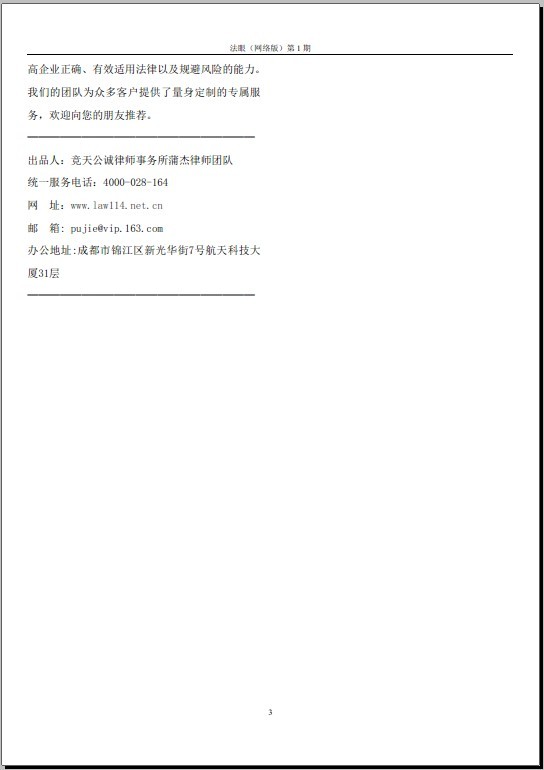 法眼（网络版）第 1 期
高企业正确、有效适用法律以及规避风险的能力。
我们的团队为众多客户提供了量身定制的专属服
务，欢迎向您的朋友推荐。
出品人：竞天公诚律师事务所蒲杰律师团队
统一服务电话：4000-028-164
网　址：www.law114.net.cn
邮　箱: pujie@vip.163.com
办公地址:成都市锦江区新光华街7号航天科技大
厦31层
3